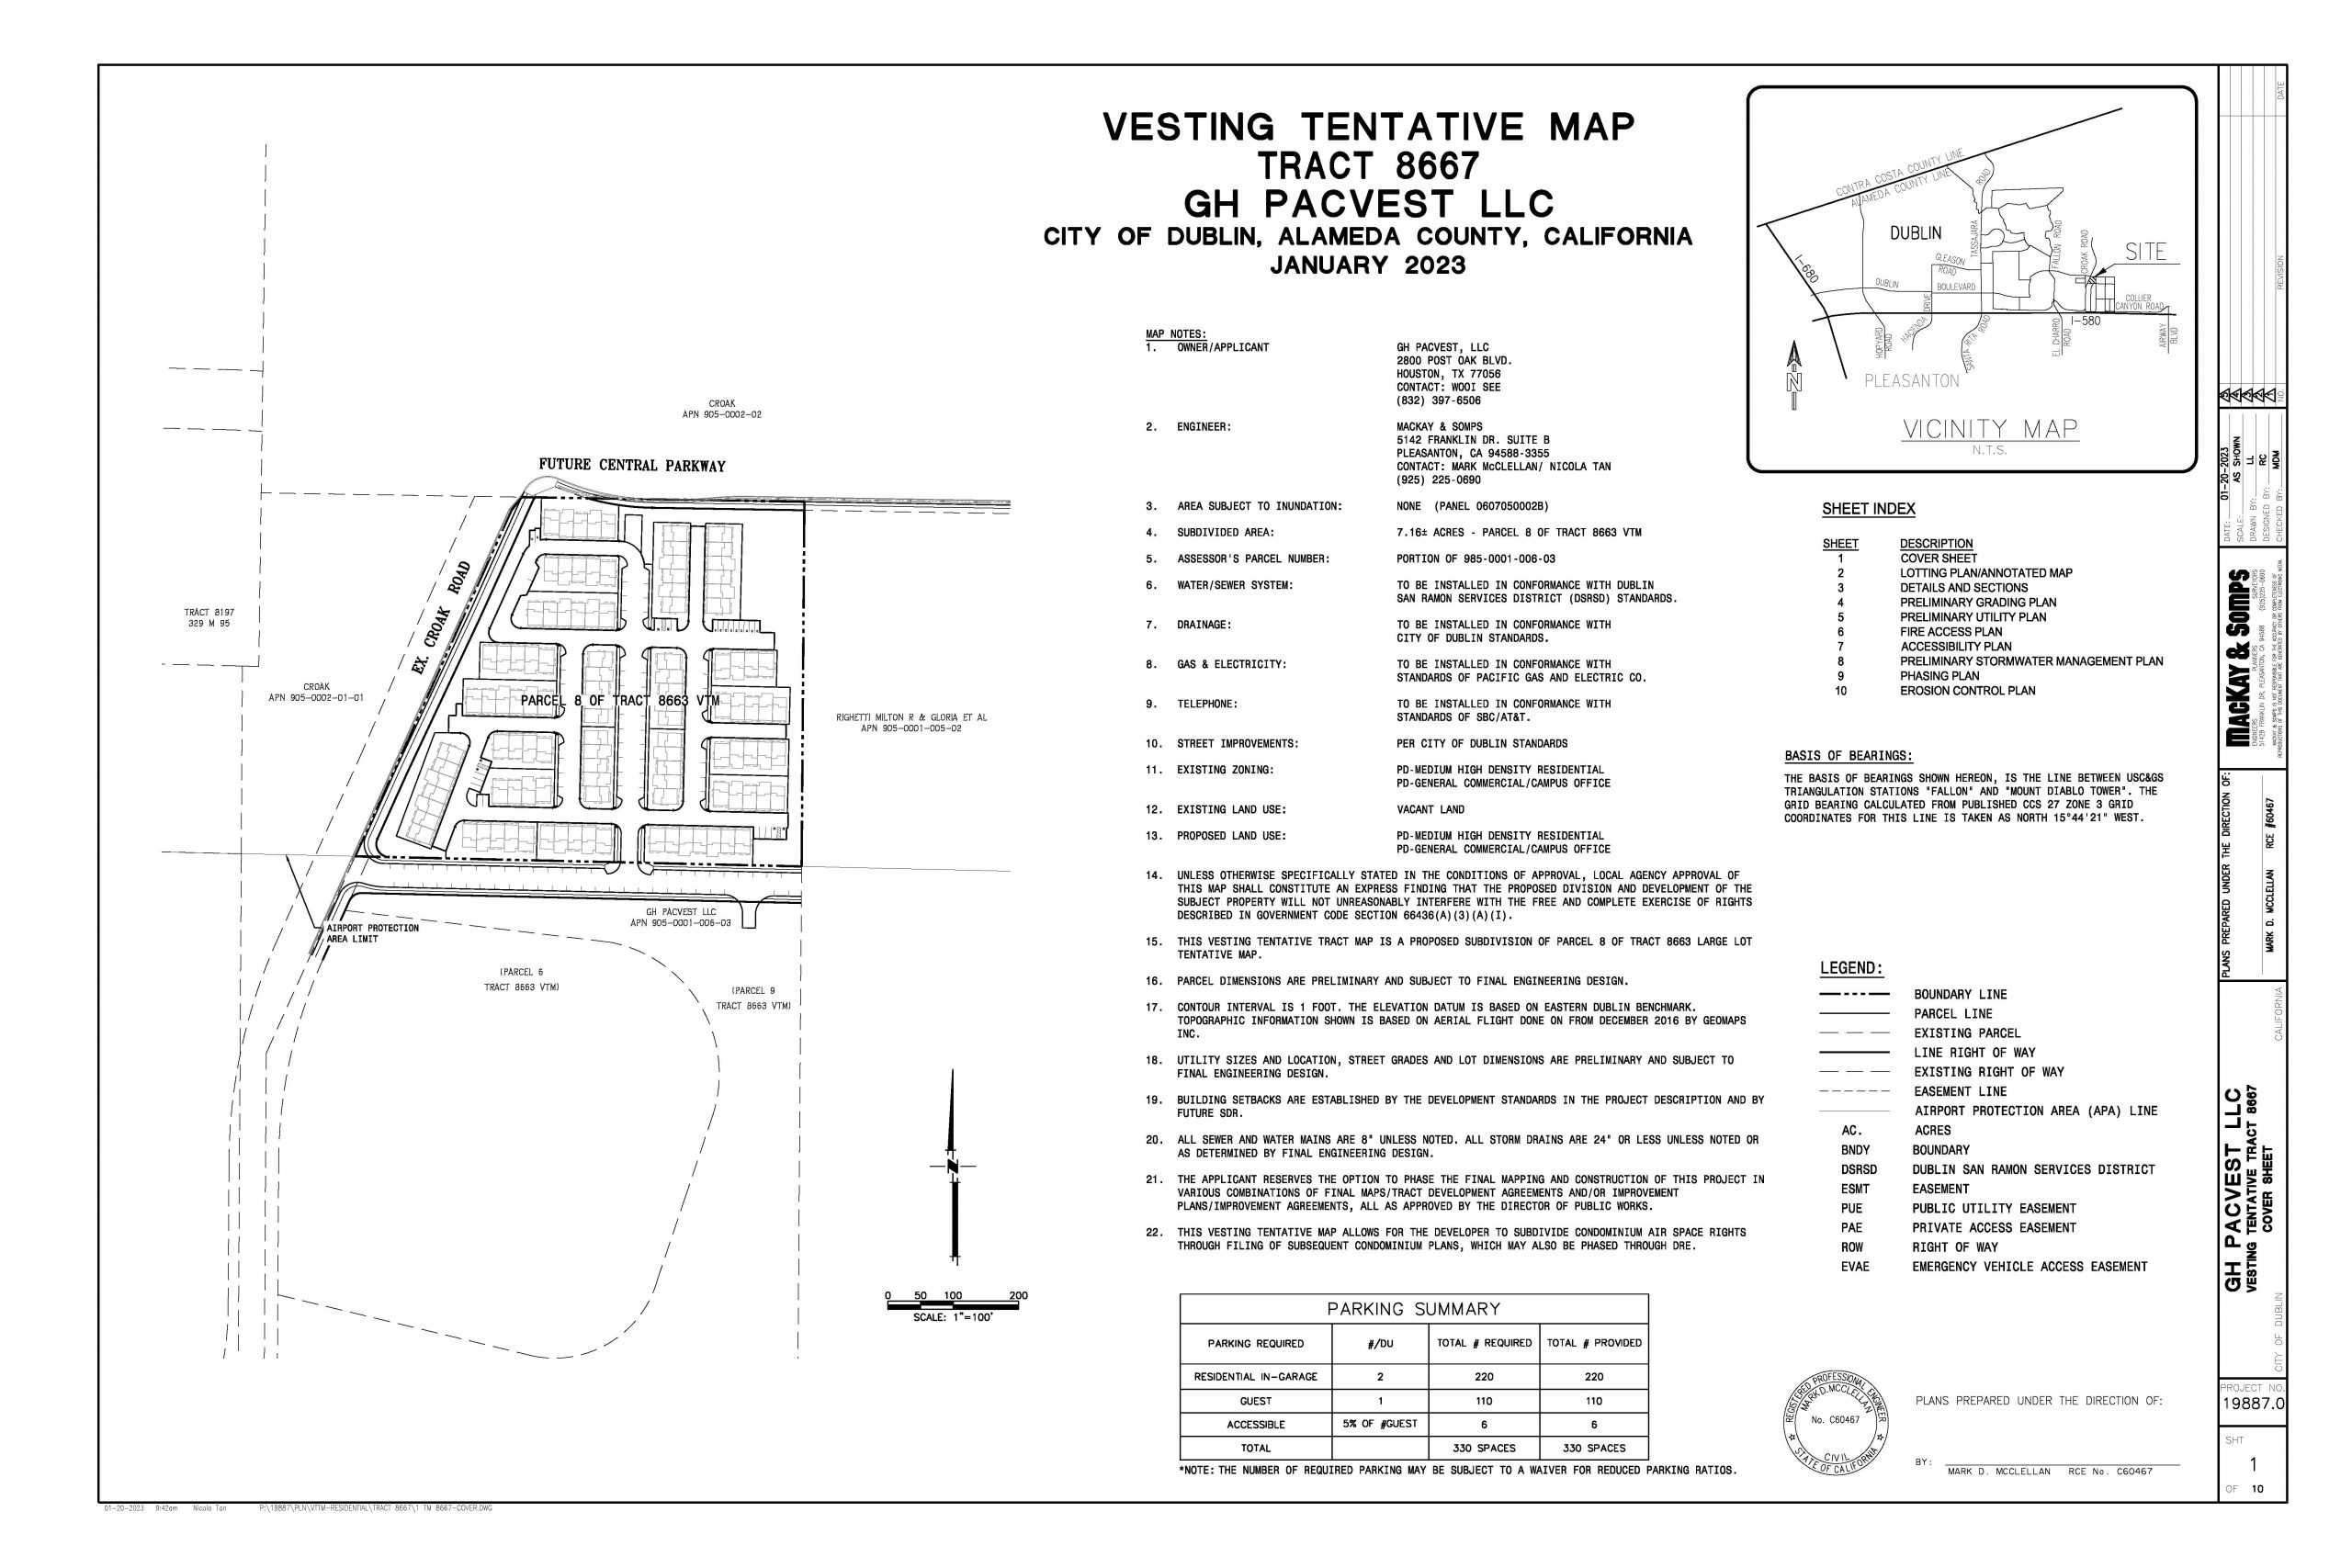 VESTING TENTATIVE MAP
TRACT 8667
GH PACVEST LLC
CITY OF DUBLIN, ALAMEDA COUNTY, CALIFORNIA
JANUARY 2023
CROAK
APN 905-0002-02
FUTURE CENTRAL PARKWAY
EX. CROAK ROAD
TRACT 8197
329 M 95
CROAK
APN 905-0002-01-01
PARCEL 8 OF TRACT 8663 VTM
RIGHETTI MILTON R & GLORIA ET AL
APN 905-0001-005-02
GH PACVEST LLC
APN 905-0001-006-03
AIRPORT PROTECTION
AREA LIMIT
(PARCEL 6
TRACT 8663 VTM)
(PARCEL 9
TRACT 8663 VTM)
N
0 50 100 200
SCALE: 1"=100'
MAP NOTES:
1. OWNER/APPLICANT GH PACVEST, LLC
2800 POST OAK BLVD.
HOUSTON, TX 77056
CONTACT: WOOI SEE
(832) 397-6506
2. ENGINEER: MACKAY & SOMPS
5142 FRANKLIN DR. SUITE B
PLEASANTON, CA 94588-3355
CONTACT: MARK McCLELLAN/ NICOLA TAN
(925) 225-0690
3. AREA SUBJECT TO INUNDATION: NONE (PANEL 0607050002B)
4. SUBDIVIDED AREA: 7.16± ACRES - PARCEL 8 OF TRACT 8663 VTM
5. ASSESSOR'S PARCEL NUMBER: PORTION OF 985-0001-006-03
6. WATER/SEWER SYSTEM: TO BE INSTALLED IN CONFORMANCE WITH DUBLIN
SAN RAMON SERVICES DISTRICT (DSRSD) STANDARDS.
7. DRAINAGE: TO BE INSTALLED IN CONFORMANCE WITH
CITY OF DUBLIN STANDARDS.
8. GAS & ELECTRICITY: TO BE INSTALLED IN CONFORMANCE WITH
STANDARDS OF PACIFIC GAS AND ELECTRIC CO.
9. TELEPHONE: TO BE INSTALLED IN CONFORMANCE WITH
STANDARDS OF SBC/AT&T.
10. STREET IMPROVEMENTS: PER CITY OF DUBLIN STANDARDS
11. EXISTING ZONING: PD-MEDIUM HIGH DENSITY RESIDENTIAL
PD-GENERAL COMMERCIAL/CAMPUS OFFICE
12. EXISTING LAND USE: VACANT LAND
13. PROPOSED LAND USE: PD-MEDIUM HIGH DENSITY RESIDENTIAL
PD-GENERAL COMMERCIAL/CAMPUS OFFICE
14. UNLESS OTHERWISE SPECIFICALLY STATED IN THE CONDITIONS OF APPROVAL, LOCAL AGENCY APPROVAL OF
THIS MAP SHALL CONSTITUTE AN EXPRESS FINDING THAT THE PROPOSED DIVISION AND DEVELOPMENT OF THE
SUBJECT PROPERTY WILL NOT UNREASONABLY INTERFERE WITH THE FREE AND COMPLETE EXERCISE OF RIGHTS
DESCRIBED IN GOVERNMENT CODE SECTION 66436(A)(3)(A)(I).
15. THIS VESTING TENTATIVE TRACT MAP IS A PROPOSED SUBDIVISION OF PARCEL 8 OF TRACT 8663 LARGE LOT
TENTATIVE MAP.
16. PARCEL DIMENSIONS ARE PRELIMINARY AND SUBJECT TO FINAL ENGINEERING DESIGN.
17. CONTOUR INTERVAL IS 1 FOOT. THE ELEVATION DATUM IS BASED ON EASTERN DUBLIN BENCHMARK.
TOPOGRAPHIC INFORMATION SHOWN IS BASED ON AERIAL FLIGHT DONE ON FROM DECEMBER 2016 BY GEOMAPS
INC.
18. UTILITY SIZES AND LOCATION, STREET GRADES AND LOT DIMENSIONS ARE PRELIMINARY AND SUBJECT TO
FINAL ENGINEERING DESIGN.
19. BUILDING SETBACKS ARE ESTABLISHED BY THE DEVELOPMENT STANDARDS IN THE PROJECT DESCRIPTION AND BY
FUTURE SDR.
20. ALL SEWER AND WATER MAINS ARE 8" UNLESS NOTED. ALL STORM DRAINS ARE 24" OR LESS UNLESS NOTED OR
AS DETERMINED BY FINAL ENGINEERING DESIGN.
21. THE APPLICANT RESERVES THE OPTION TO PHASE THE FINAL MAPPING AND CONSTRUCTION OF THIS PROJECT IN
VARIOUS COMBINATIONS OF FINAL MAPS/TRACT DEVELOPMENT AGREEMENTS AND/OR IMPROVEMENT
PLANS/IMPROVEMENT AGREEMENTS, ALL AS APPROVED BY THE DIRECTOR OF PUBLIC WORKS.
22. THIS VESTING TENTATIVE MAP ALLOWS FOR THE DEVELOPER TO SUBDIVIDE CONDOMINIUM AIR SPACE RIGHTS
THROUGH FILING OF SUBSEQUENT CONDOMINIUM PLANS, WHICH MAY ALSO BE PHASED THROUGH DRE.
PARKING SUMMARY
PARKING REQUIRED #/DU TOTAL # REQUIRED TOTAL # PROVIDED
RESIDENTIAL IN-GARAGE 2 220 220
GUEST 1 110 110
ACCESSIBLE 5% OF #GUEST 6 6
TOTAL 330 SPACES 330 SPACES
*NOTE: THE NUMBER OF REQUIRED PARKING MAY BE SUBJECT TO A WAIVER FOR REDUCED PARKING RATIOS.
CONTRA COSTA COUNTY LINE
ALAMEDA COUNTY LINE
DUBLIN
TASSAJARA
ROAD
GLEASON
ROAD
FALLON ROAD
CROAK ROAD
SITE
I-680
DUBLIN
BOULEVARD
COLLIER
CANYON ROAD
I-580
HOPYARD
ROAD
HACIENDA
DRIVE
SANTA RITA
ROAD
EL CHARRO
ROAD
AIRWAY
BLVD
N
PLEASANTON
VICINITY MAP
N.T.S.
SHEET INDEX
SHEET DESCRIPTION
1 COVER SHEET
2 LOTTING PLAN/ANNOTATED MAP
3 DETAILS AND SECTIONS
4 PRELIMINARY GRADING PLAN
5 PRELIMINARY UTILITY PLAN
6 FIRE ACCESS PLAN
7 ACCESSIBILITY PLAN
8 PRELIMINARY STORMWATER MANAGEMENT PLAN
9 PHASING PLAN
10 EROSION CONTROL PLAN
BASIS OF BEARINGS:
THE BASIS OF BEARINGS SHOWN HEREON, IS THE LINE BETWEEN USC&GS
TRIANGULATION STATIONS "FALLON" AND "MOUNT DIABLO TOWER". THE
GRID BEARING CALCULATED FROM PUBLISHED CCS 27 ZONE 3 GRID
COORDINATES FOR THIS LINE IS TAKEN AS NORTH 15°44'21" WEST.
LEGEND:
BOUNDARY LINE
PARCEL LINE
EXISTING PARCEL
LINE RIGHT OF WAY
EXISTING RIGHT OF WAY
EASEMENT LINE
AIRPORT PROTECTION AREA (APA) LINE
AC. ACRES
BNDY BOUNDARY
DSRSD DUBLIN SAN RAMON SERVICES DISTRICT
ESMT EASEMENT
PUE PUBLIC UTILITY EASEMENT
PAE PRIVATE ACCESS EASEMENT
ROW RIGHT OF WAY
EVAE EMERGENCY VEHICLE ACCESS EASEMENT
REGISTERED PROFESSIONAL ENGINEER
MARK D. MCCLELLAN
No. C60467
CIVIL
STATE OF CALIFORNIA
PLANS PREPARED UNDER THE DIRECTION OF:
BY:
MARK D. MCCLELLAN RCE No. C60467
DATE
REVISION
NO.
5 4 3 2 1
DATE: 01-20-2023
SCALE: AS SHOWN
DRAWN BY: LL
DESIGNED BY: RC
CHECKED BY: MDM
MACKAY & SOMPS
ENGINEERS PLANNERS SURVEYORS
5142B FRANKLIN DR, PLEASANTON, CA 94588 (925)225-0690
PLANS PREPARED UNDER THE DIRECTION OF:
MARK D. MCCLELLAN RCE #60467
GH PACVEST LLC
VESTING TENTATIVE TRACT 8667
COVER SHEET
CITY OF DUBLIN CALIFORNIA
PROJECT NO.
19887.0
SHT
1
OF 10
01-20-2023 9:42am Nicola Tan P:\19887\PLN\VTTM-RESIDENTIAL\TRACT 8667\1 TM 8667-COVER.DWG